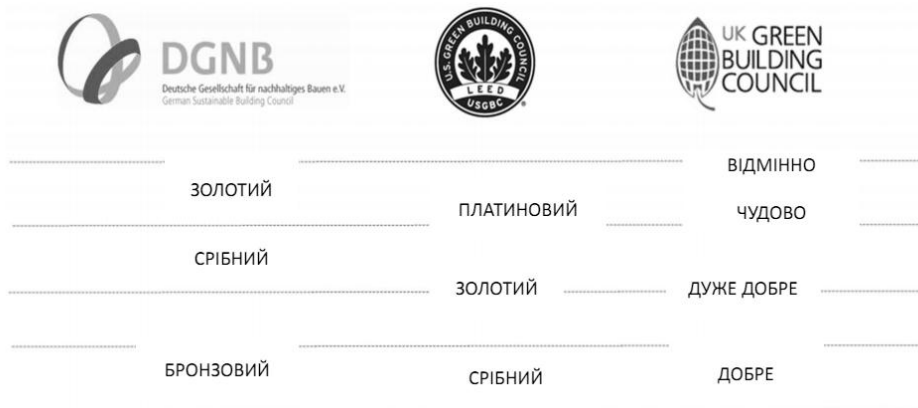 DGNB
Deutsche Gesellschaft für nachhaltiges Bauen e.V.
German Sustainable Building Council
U.S. GREEN BUILDING COUNCIL
LEED
USGBC
UK GREEN
BUILDING
COUNCIL
ВІДМІННО
ЗОЛОТИЙ
ПЛАТИНОВИЙ
ЧУДОВО
СРІБНИЙ
ЗОЛОТИЙ
ДУЖЕ ДОБРЕ
БРОНЗОВИЙ
СРІБНИЙ
ДОБРЕ